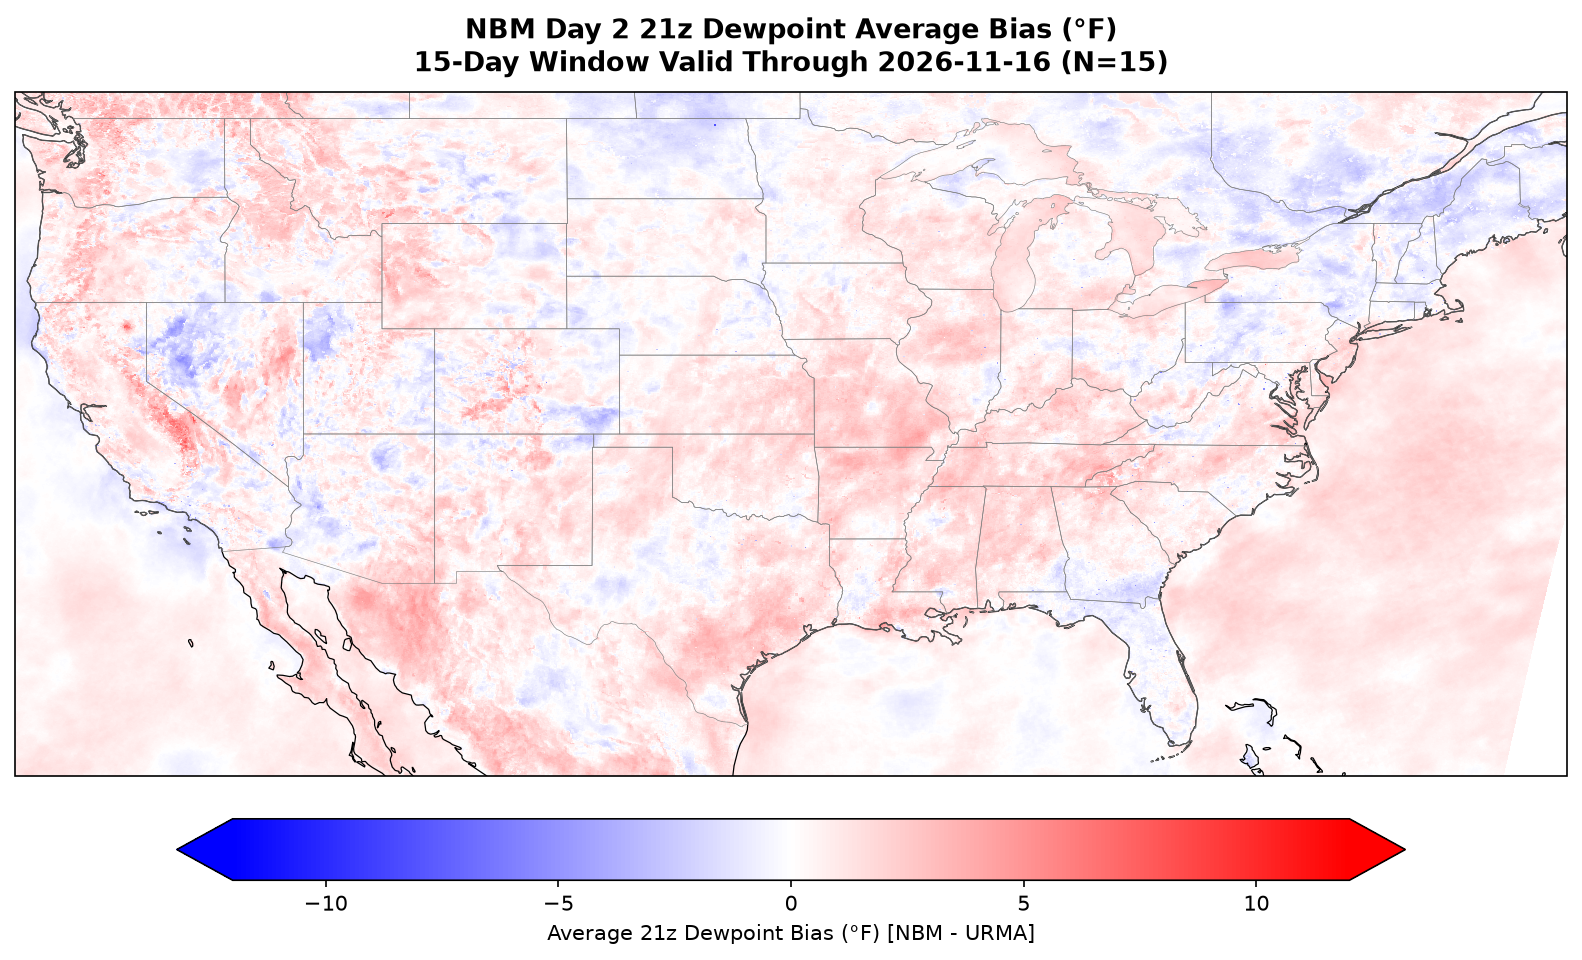 NBM Day 2 21z Dewpoint Average Bias (°F)
15-Day Window Valid Through 2026-11-16 (N=15)
−10 −5 0 5 10
Average 21z Dewpoint Bias (°F) [NBM - URMA]